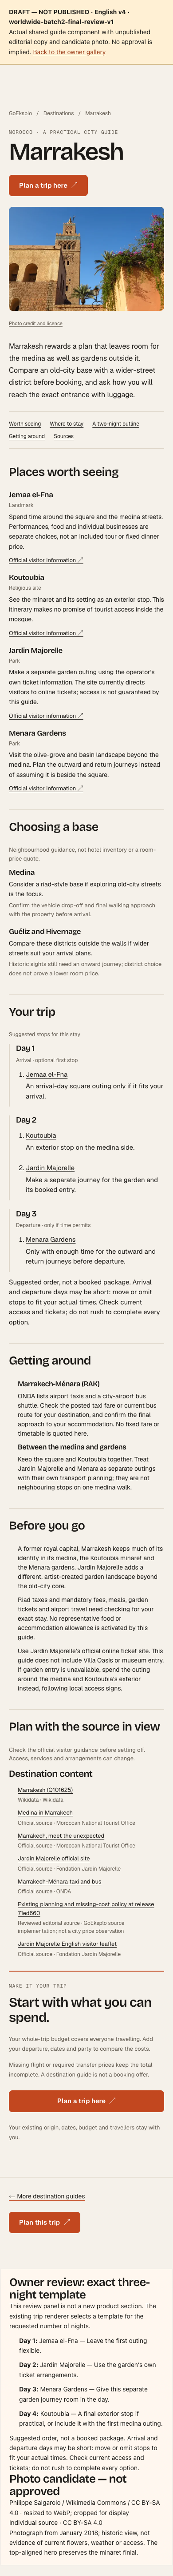 DRAFT — NOT PUBLISHED · English v4 ·
worldwide-batch2-final-review-v1
Actual shared guide component with unpublished
editorial copy and candidate photo. No approval is
implied. Back to the owner gallery
GoEksplo / Destinations / Marrakesh
MOROCCO · A PRACTICAL CITY GUIDE
Marrakesh
Plan a trip here ↗
Photo credit and licence
Marrakesh rewards a plan that leaves room for
the medina as well as gardens outside it.
Compare an old-city base with a wider-street
district before booking, and ask how you will
reach the exact entrance with luggage.
Worth seeing Where to stay A two-night outline
Getting around Sources
Places worth seeing
Jemaa el-Fna
Landmark
Spend time around the square and the medina streets.
Performances, food and individual businesses are
separate choices, not an included tour or fixed dinner
price.
Official visitor information ↗
Koutoubia
Religious site
See the minaret and its setting as an exterior stop. This
itinerary makes no promise of tourist access inside the
mosque.
Official visitor information ↗
Jardin Majorelle
Park
Make a separate garden outing using the operator's
own ticket information. The site currently directs
visitors to online tickets; access is not guaranteed by
this guide.
Official visitor information ↗
Menara Gardens
Park
Visit the olive-grove and basin landscape beyond the
medina. Plan the outward and return journeys instead
of assuming it is beside the square.
Official visitor information ↗
Choosing a base
Neighbourhood guidance, not hotel inventory or a room-
price quote.
Medina
Consider a riad-style base if exploring old-city streets
is the focus.
Confirm the vehicle drop-off and final walking approach
with the property before arrival.
Guéliz and Hivernage
Compare these districts outside the walls if wider
streets suit your arrival plans.
Historic sights still need an onward journey; district choice
does not prove a lower room price.
Your trip
Suggested stops for this stay
Day 1
Arrival · optional first stop
1. Jemaa el-Fna
An arrival-day square outing only if it fits your
arrival.
Day 2
1. Koutoubia
An exterior stop on the medina side.
2. Jardin Majorelle
Make a separate journey for the garden and
its booked entry.
Day 3
Departure · only if time permits
1. Menara Gardens
Only with enough time for the outward and
return journeys before departure.
Suggested order, not a booked package. Arrival
and departure days may be short: move or omit
stops to fit your actual times. Check current
access and tickets; do not rush to complete every
option.
Getting around
Marrakech-Ménara (RAK)
ONDA lists airport taxis and a city-airport bus
shuttle. Check the posted taxi fare or current bus
route for your destination, and confirm the final
approach to your accommodation. No fixed fare or
timetable is quoted here.
Between the medina and gardens
Keep the square and Koutoubia together. Treat
Jardin Majorelle and Menara as separate outings
with their own transport planning; they are not
neighbouring stops on one medina walk.
Before you go
A former royal capital, Marrakech keeps much of its
identity in its medina, the Koutoubia minaret and
the Menara gardens. Jardin Majorelle adds a
different, artist-created garden landscape beyond
the old-city core.
Riad taxes and mandatory fees, meals, garden
tickets and airport travel need checking for your
exact stay. No representative food or
accommodation allowance is activated by this
guide.
Use Jardin Majorelle's official online ticket site. This
guide does not include Villa Oasis or museum entry.
If garden entry is unavailable, spend the outing
around the medina and Koutoubia's exterior
instead, following local access signs.
Plan with the source in view
Check the official visitor guidance before setting off.
Access, services and arrangements can change.
Destination content
Marrakesh (Q101625)
Wikidata · Wikidata
Medina in Marrakech
Official source · Moroccan National Tourist Office
Marrakech, meet the unexpected
Official source · Moroccan National Tourist Office
Jardin Majorelle official site
Official source · Fondation Jardin Majorelle
Marrakech-Ménara taxi and bus
Official source · ONDA
Existing planning and missing-cost policy at release
71ed660
Reviewed editorial source · GoEksplo source
implementation; not a city price observation
Jardin Majorelle English visitor leaflet
Official source · Fondation Jardin Majorelle
MAKE IT YOUR TRIP
Start with what you can
spend.
Your whole-trip budget covers everyone travelling. Add
your departure, dates and party to compare the costs.
Missing flight or required transfer prices keep the total
incomplete. A destination guide is not a booking offer.
Plan a trip here ↗
Your existing origin, dates, budget and travellers stay with
you.
← More destination guides
Plan this trip ↗
Owner review: exact three-
night template
This review panel is not a new product section. The
existing trip renderer selects a template for the
requested number of nights.
Day 1: Jemaa el-Fna — Leave the first outing
flexible.
Day 2: Jardin Majorelle — Use the garden's own
ticket arrangements.
Day 3: Menara Gardens — Give this separate
garden journey room in the day.
Day 4: Koutoubia — A final exterior stop if
practical, or include it with the first medina outing.
Suggested order, not a booked package. Arrival and
departure days may be short: move or omit stops to
fit your actual times. Check current access and
tickets; do not rush to complete every option.
Photo candidate — not
approved
Philippe Salgarolo / Wikimedia Commons / CC BY-SA
4.0 · resized to WebP; cropped for display
Individual source · CC BY-SA 4.0
Photograph from January 2018; historic view, not
evidence of current flowers, weather or access. The
top-aligned hero preserves the minaret finial.